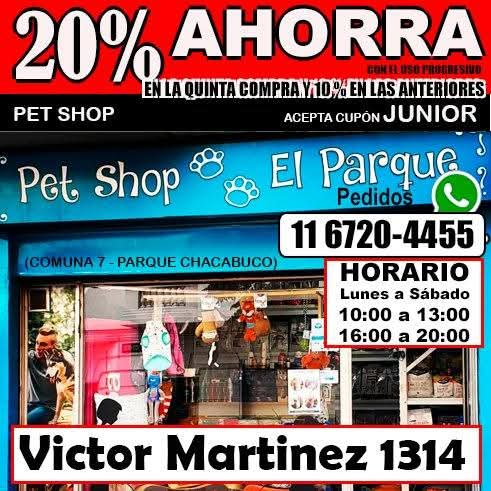 20% AHORRA
CON EL USO PROGRESIVO
EN LA QUINTA COMPRA Y 10% EN LAS ANTERIORES
PET SHOP
ACEPTA CUPÓN JUNIOR
Pet Shop El Parque
Pedidos
11 6720-4455
(COMUNA 7 - PARQUE CHACABUCO)
HORARIO
Lunes a Sábado
10:00 a 13:00
16:00 a 20:00
Victor Martinez 1314